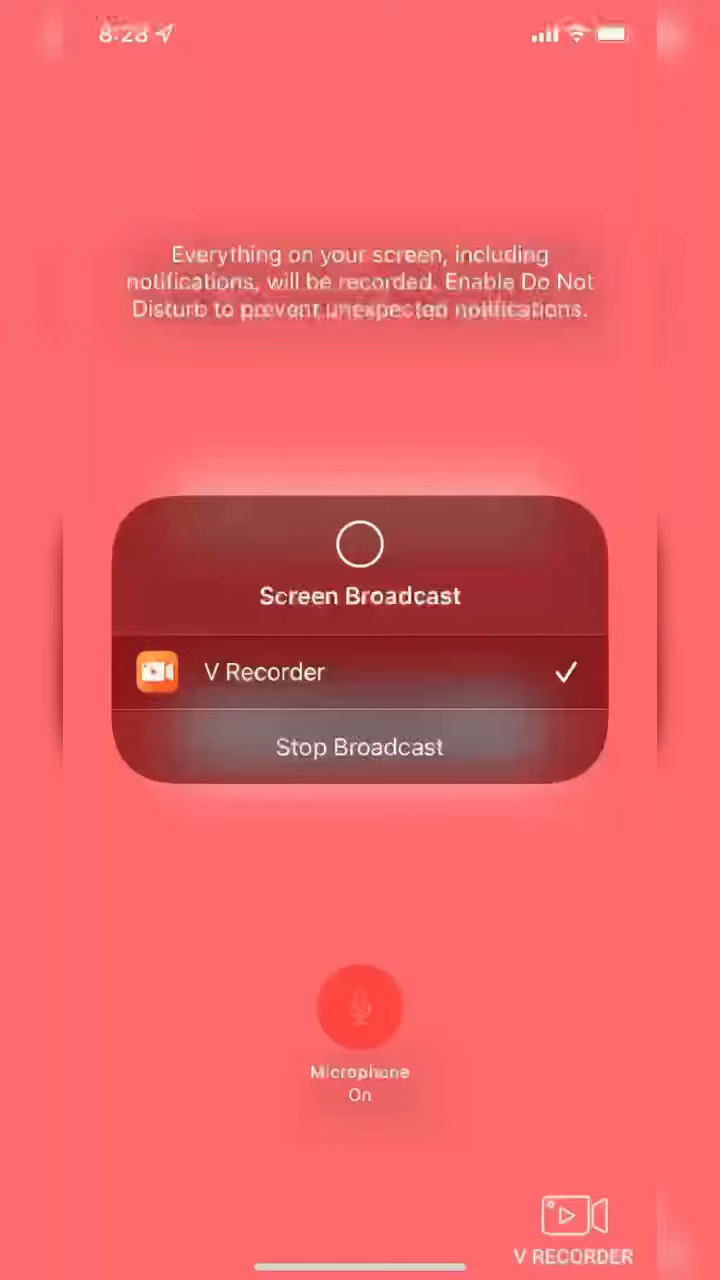 8:28
Everything on your screen, including
notifications, will be recorded. Enable Do Not
Disturb to prevent unexpected notifications.
Screen Broadcast
V Recorder
Stop Broadcast
Microphone
On
V RECORDER